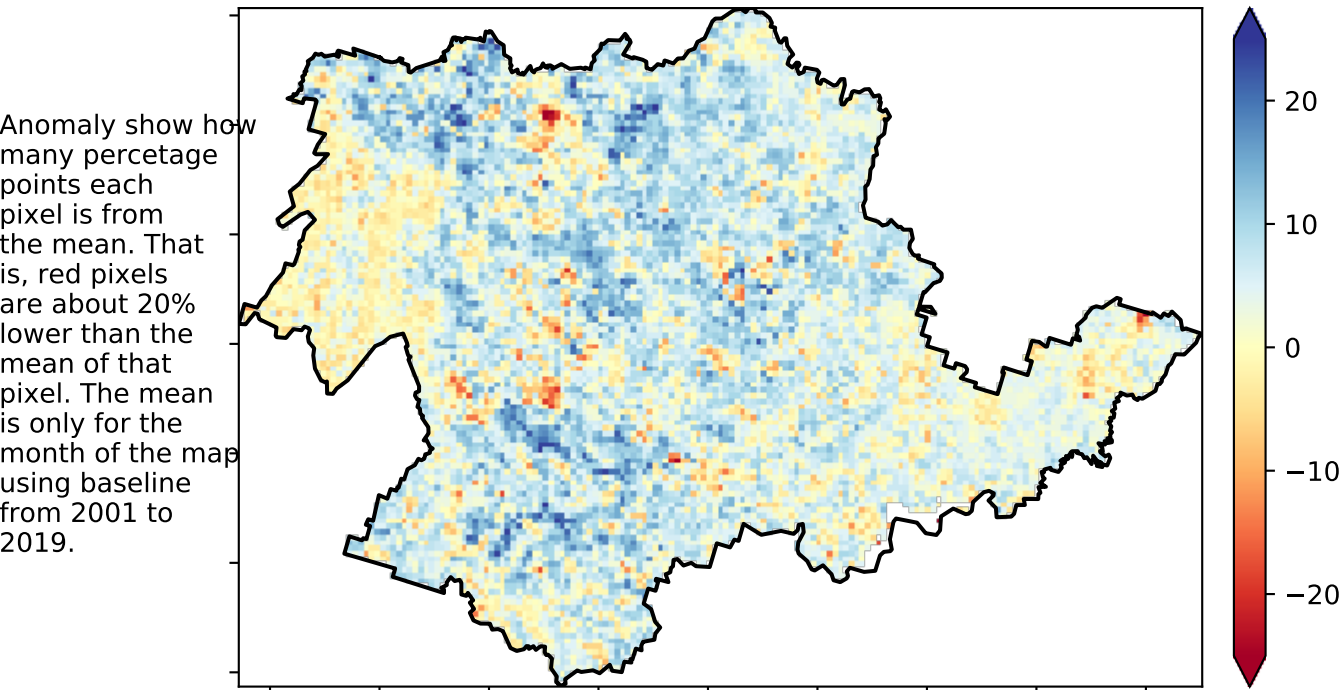 Anomaly show how
many percetage
points each
pixel is from
the mean. That
is, red pixels
are about 20%
lower than the
mean of that
pixel. The mean
is only for the
month of the map
using baseline
from 2001 to
2019.
20
10
0
−10
−20